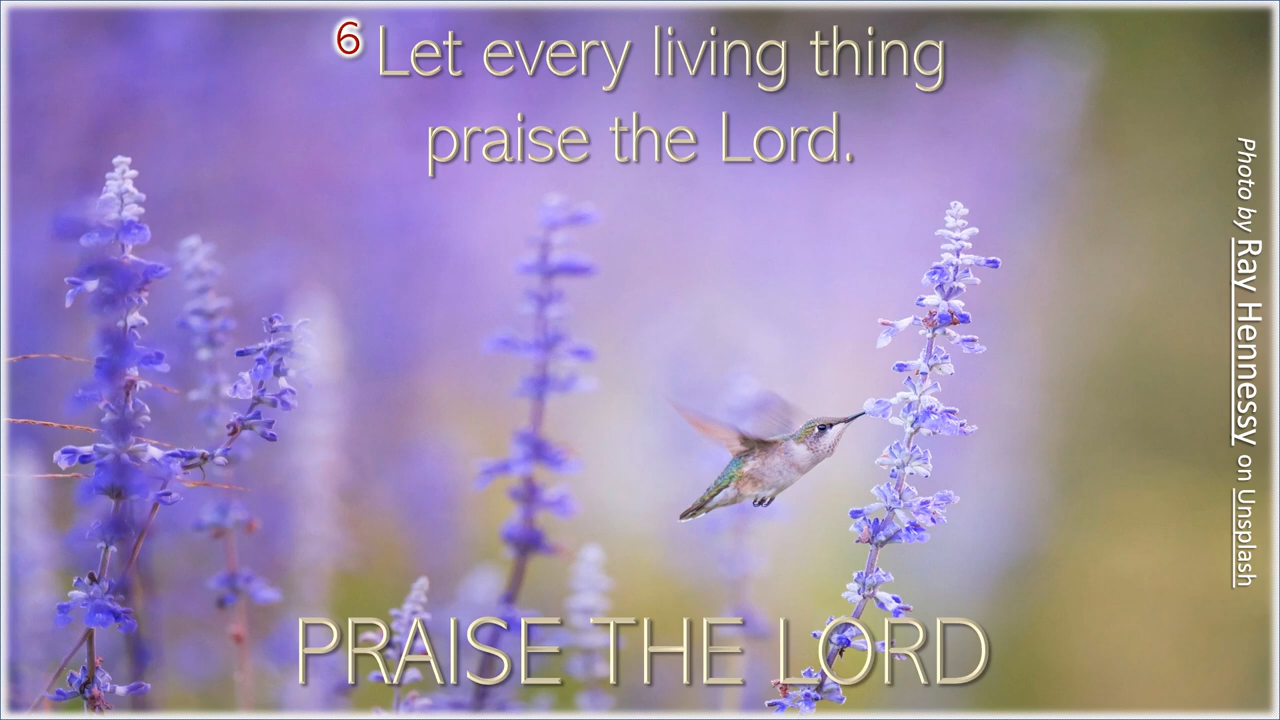 6 Let every living thing
praise the Lord.
Photo by Ray Hennessy on Unsplash
PRAISE THE LORD